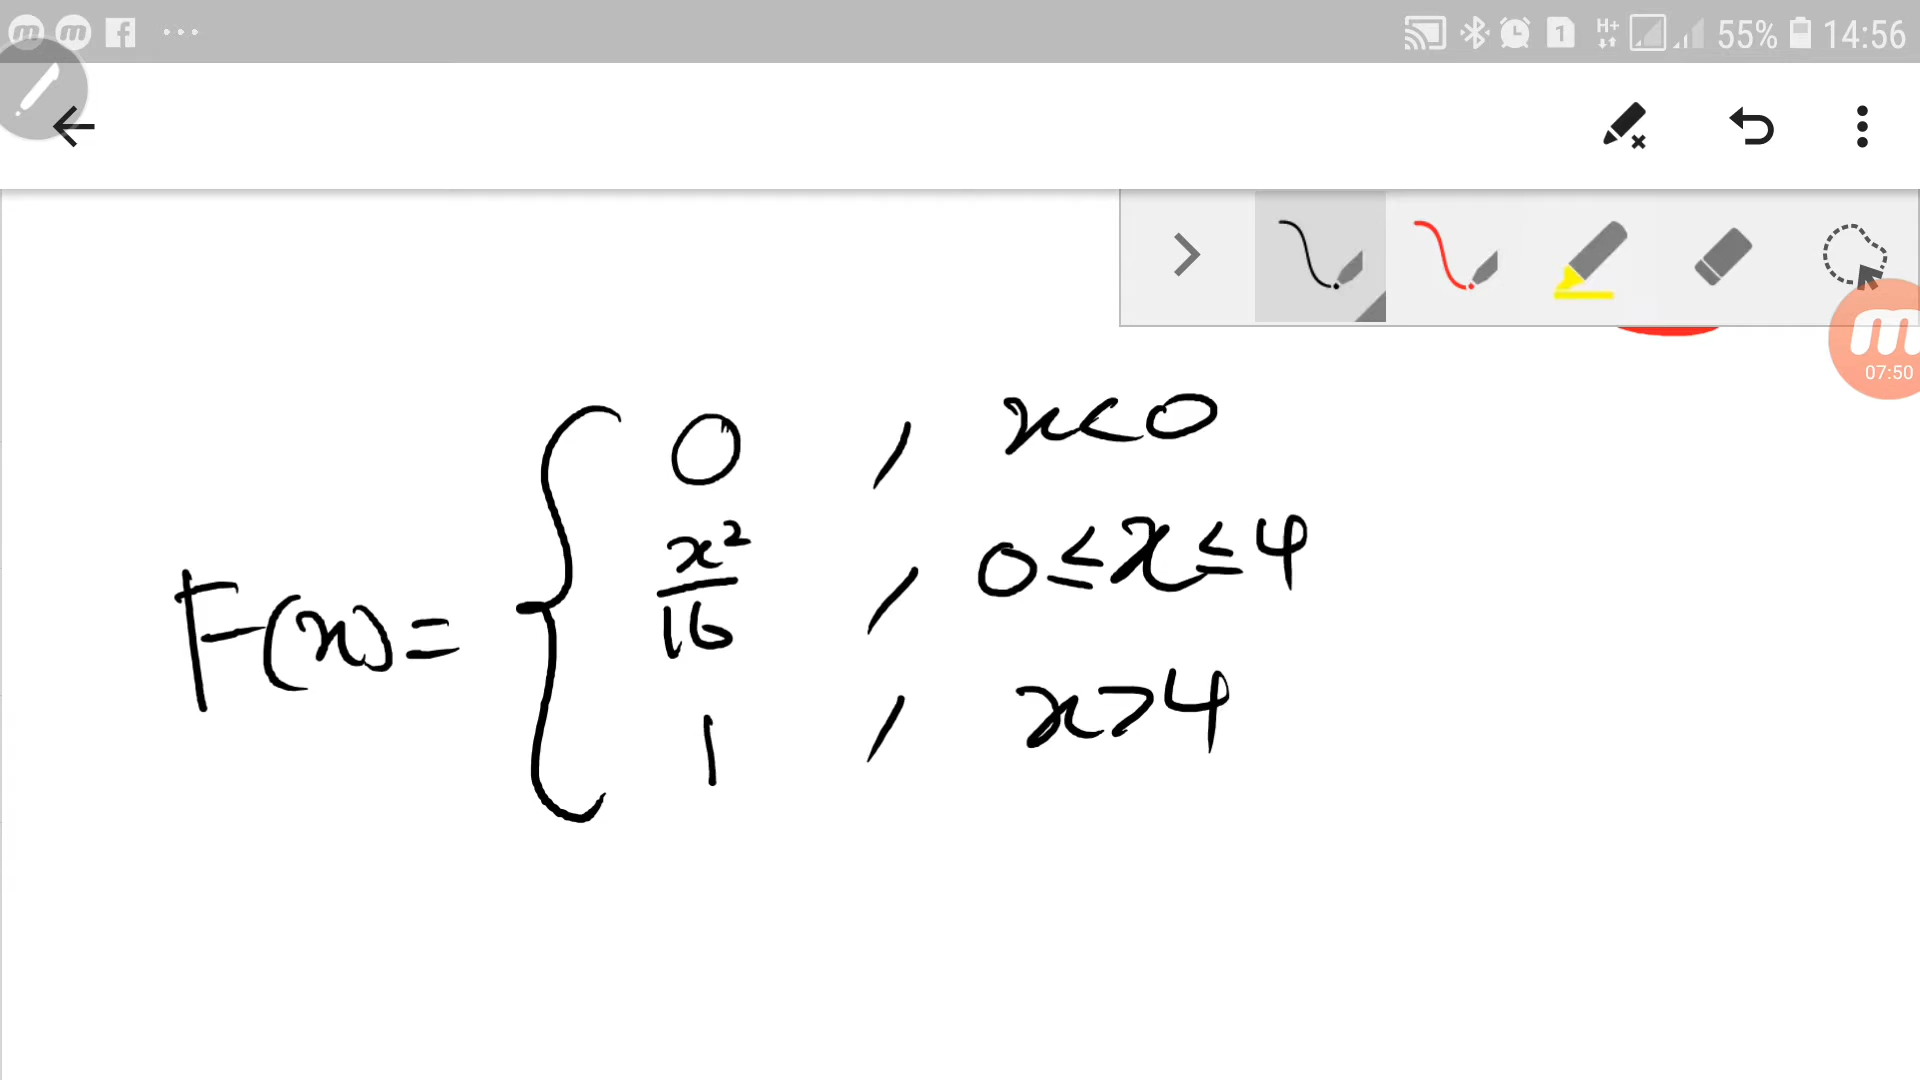 55% 14:56
07:50
0 , x<0
x²/16 , 0≤x≤4
F(x)=
1 , x>4